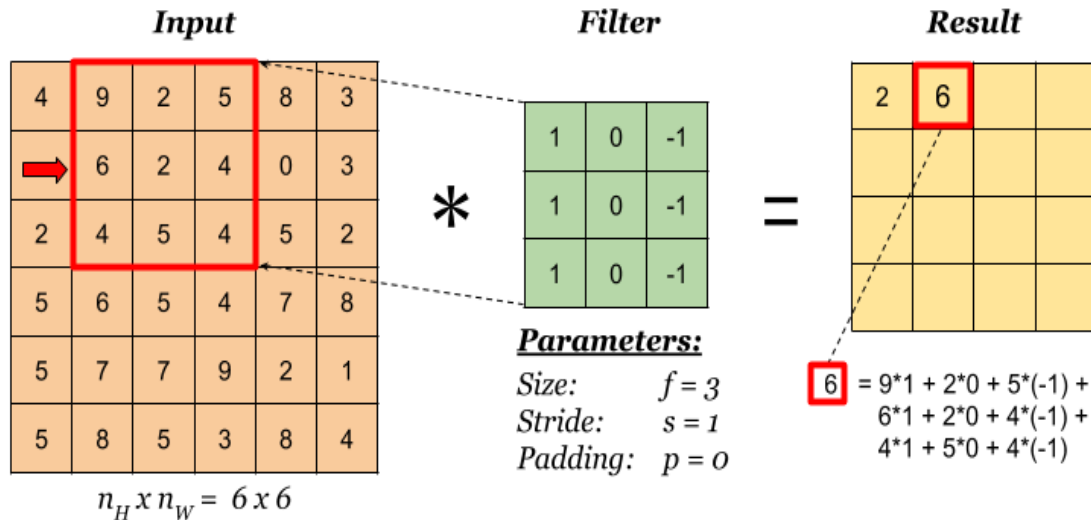 Input
Filter
Result
4 9 2 5 8 3
6 2 4 0 3
2 4 5 4 5 2
5 6 5 4 7 8
5 7 7 9 2 1
5 8 5 3 8 4
n_H x n_W = 6 x 6
*
1 0 -1
1 0 -1
1 0 -1
Parameters:
Size: f = 3
Stride: s = 1
Padding: p = 0
=
2 6
6 = 9*1 + 2*0 + 5*(-1) +
6*1 + 2*0 + 4*(-1) +
4*1 + 5*0 + 4*(-1)